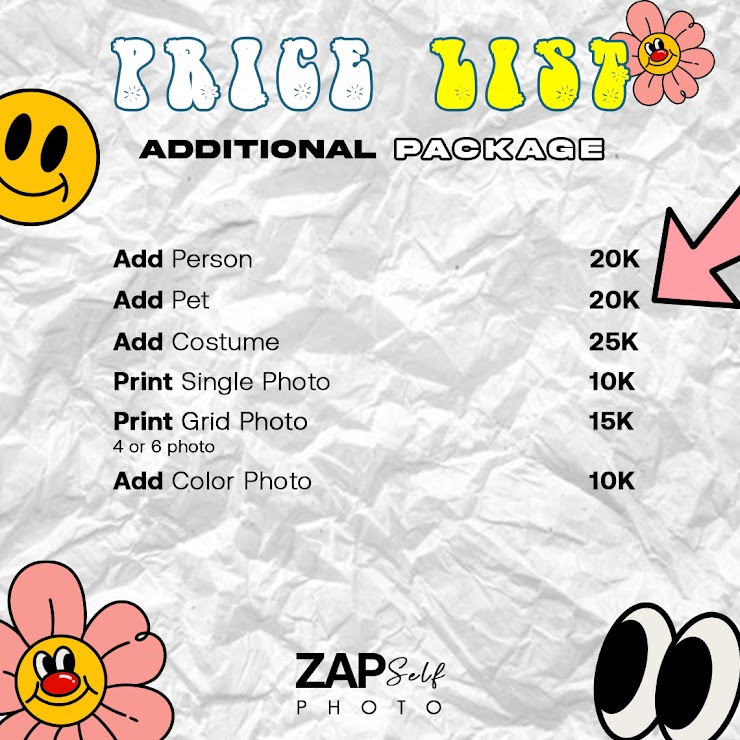 PRICE LIST
ADDITIONAL PACKAGE
Add Person 20K
Add Pet 20K
Add Costume 25K
Print Single Photo 10K
Print Grid Photo 15K
4 or 6 photo
Add Color Photo 10K
ZAP Self
PHOTO